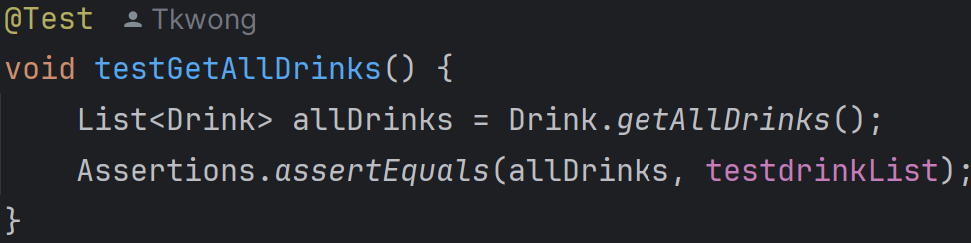 @Test Tkwong
void testGetAllDrinks() {
List<Drink> allDrinks = Drink.getAllDrinks();
Assertions.assertEquals(allDrinks, testdrinkList);
}